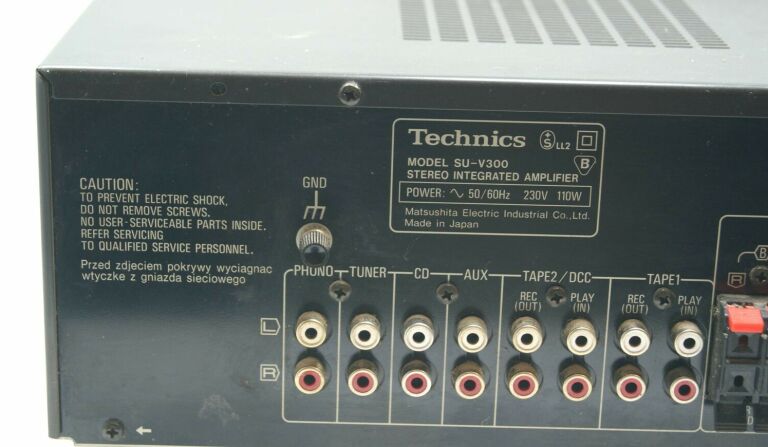 Technics
S LL2
B
MODEL SU-V300
STEREO INTEGRATED AMPLIFIER
POWER: ∿ 50/60Hz 230V 110W
Matsushita Electric Industrial Co.,Ltd.
Made in Japan
CAUTION:
TO PREVENT ELECTRIC SHOCK,
DO NOT REMOVE SCREWS.
NO USER-SERVICEABLE PARTS INSIDE.
REFER SERVICING
TO QUALIFIED SERVICE PERSONNEL.
Przed zdjeciem pokrywy wyciagnac
wtyczke z gniazda sieciowego
GND
PHONO TUNER CD AUX TAPE2/DCC TAPE1
REC (OUT) PLAY (IN) REC (OUT) PLAY (IN)
L
R
R